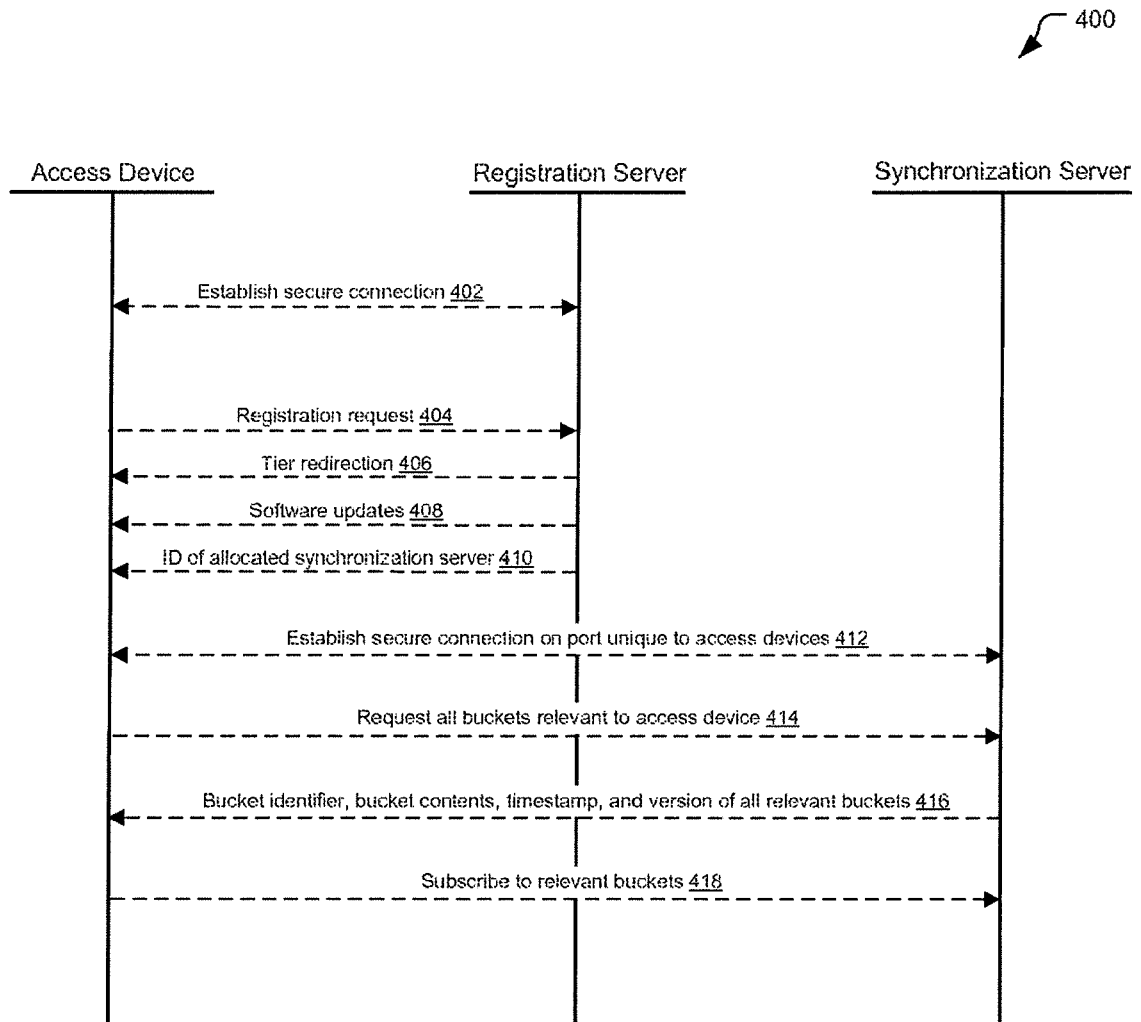 400
Access Device
Registration Server
Synchronization Server
Establish secure connection 402
Registration request 404
Tier redirection 406
Software updates 408
ID of allocated synchronization server 410
Establish secure connection on port unique to access devices 412
Request all buckets relevant to access device 414
Bucket identifier, bucket contents, timestamp, and version of all relevant buckets 416
Subscribe to relevant buckets 418